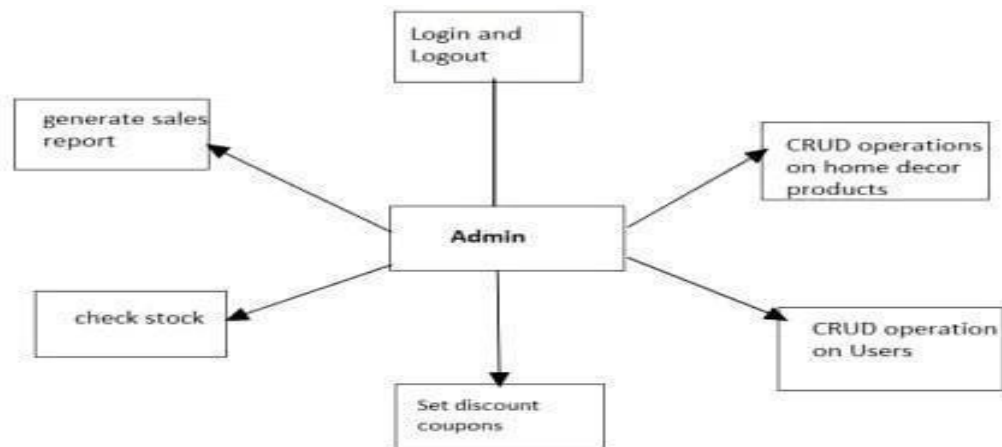 Login and
Logout
generate sales
report
CRUD operations
on home decor
products
Admin
check stock
CRUD operation
on Users
Set discount
coupons